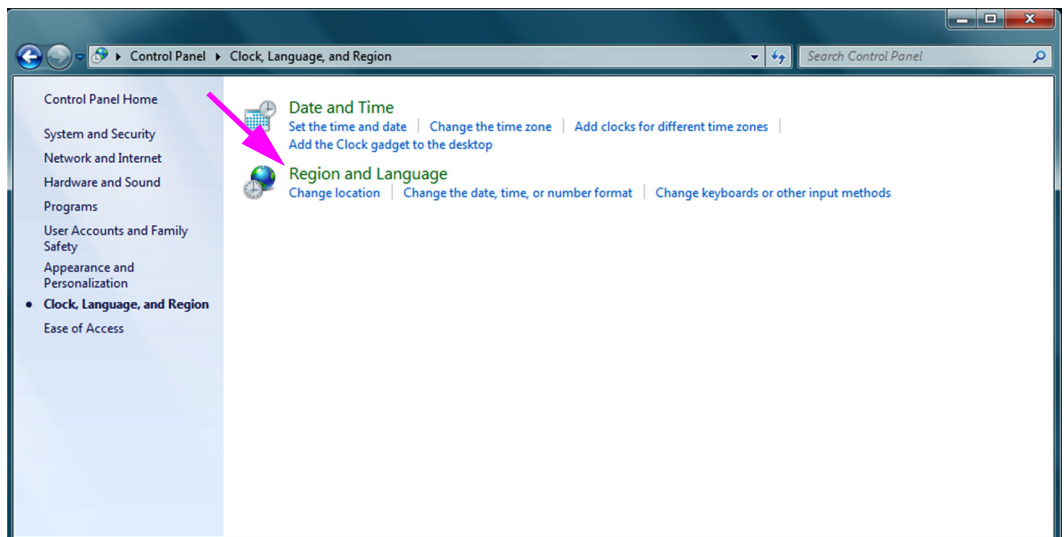 Control Panel Clock, Language, and Region Search Control Panel
Control Panel Home
System and Security
Network and Internet
Hardware and Sound
Programs
User Accounts and Family
Safety
Appearance and
Personalization
Clock, Language, and Region
Ease of Access
Date and Time
Set the time and date Change the time zone Add clocks for different time zones
Add the Clock gadget to the desktop
Region and Language
Change location Change the date, time, or number format Change keyboards or other input methods